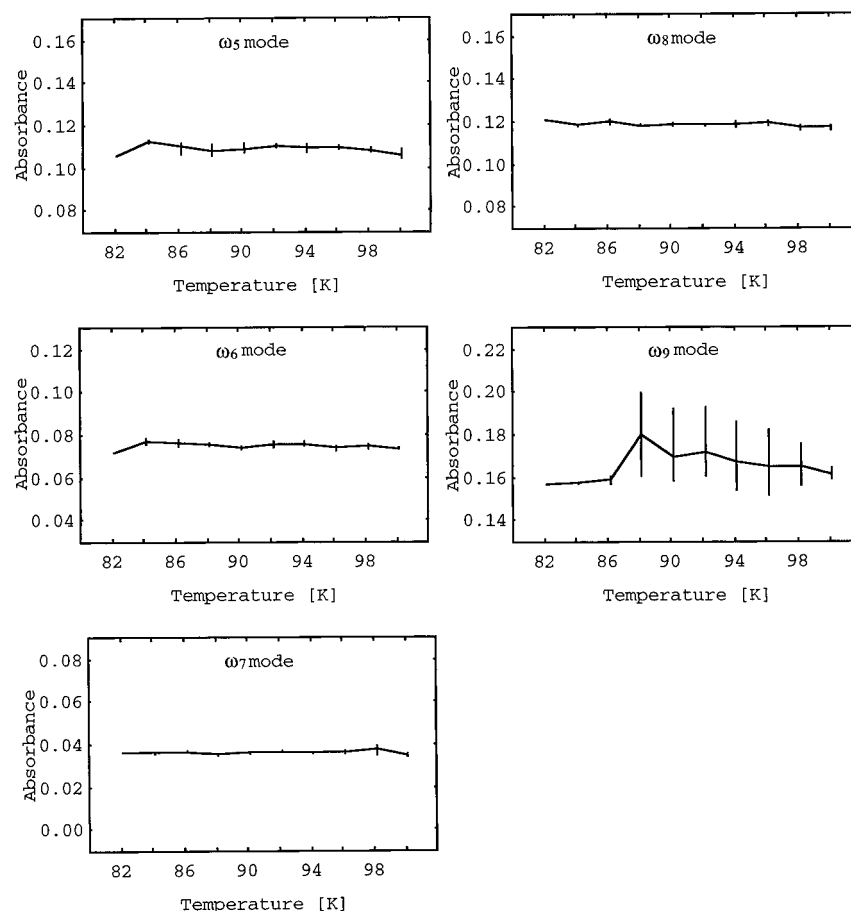 ω5 mode
Absorbance
0.16
0.14
0.12
0.10
0.08
82 86 90 94 98
Temperature [K]
ω8 mode
Absorbance
0.16
0.14
0.12
0.10
0.08
82 86 90 94 98
Temperature [K]
ω6 mode
Absorbance
0.12
0.10
0.08
0.06
0.04
82 86 90 94 98
Temperature [K]
ω9 mode
Absorbance
0.22
0.20
0.18
0.16
0.14
82 86 90 94 98
Temperature [K]
ω7 mode
Absorbance
0.08
0.06
0.04
0.02
0.00
82 86 90 94 98
Temperature [K]